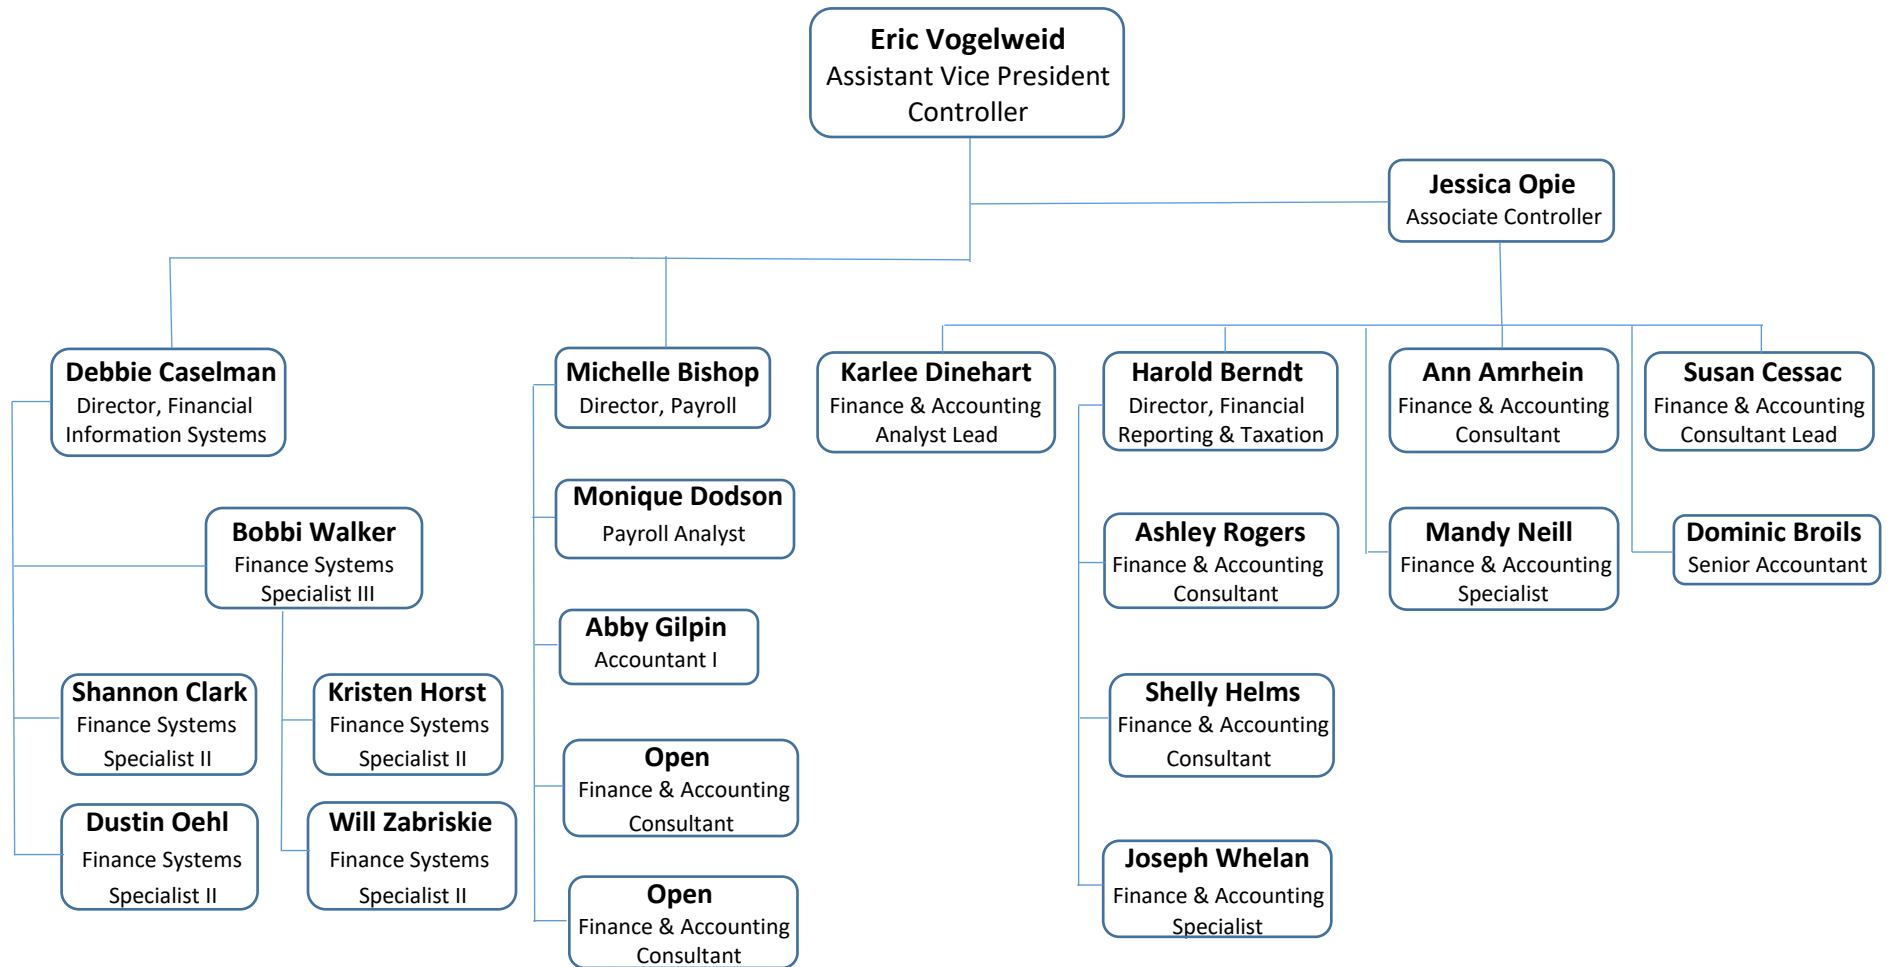 Eric Vogelweid
Assistant Vice President
Controller
Jessica Opie
Associate Controller
Debbie Caselman
Director, Financial
Information Systems
Michelle Bishop
Director, Payroll
Karlee Dinehart
Finance & Accounting
Analyst Lead
Harold Berndt
Director, Financial
Reporting & Taxation
Ann Amrhein
Finance & Accounting
Consultant
Susan Cessac
Finance & Accounting
Consultant Lead
Bobbi Walker
Finance Systems
Specialist III
Monique Dodson
Payroll Analyst
Ashley Rogers
Finance & Accounting
Consultant
Mandy Neill
Finance & Accounting
Specialist
Dominic Broils
Senior Accountant
Abby Gilpin
Accountant I
Shannon Clark
Finance Systems
Specialist II
Kristen Horst
Finance Systems
Specialist II
Open
Finance & Accounting
Consultant
Shelly Helms
Finance & Accounting
Consultant
Dustin Oehl
Finance Systems
Specialist II
Will Zabriskie
Finance Systems
Specialist II
Open
Finance & Accounting
Consultant
Joseph Whelan
Finance & Accounting
Specialist